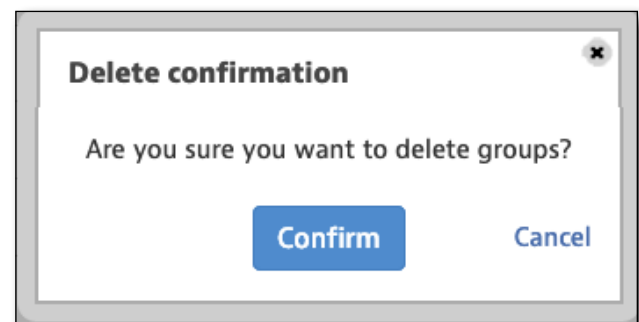 Delete confirmation
Are you sure you want to delete groups?
Confirm Cancel